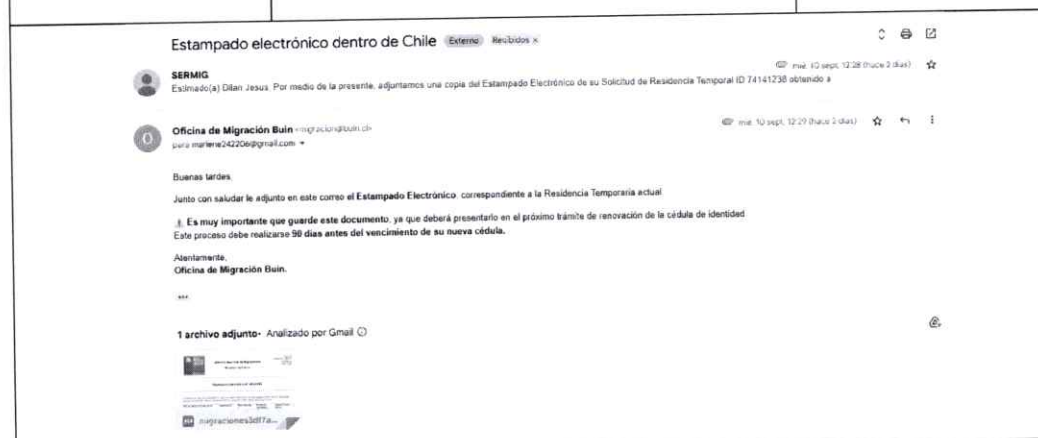 Estampado electrónico dentro de Chile Externo Recibidos ×
SERMIG
mié, 10 sept, 12:28 (hace 2 días)
Estimado(a) Dilan Jesus: Por medio de la presente, adjuntamos una copia del Estampado Electrónico de su Solicitud de Residencia Temporal ID 74141238 obtenido a
Oficina de Migración Buin <migracion@buin.cl>
mié, 10 sept, 12:29 (hace 2 días)
para marlene242206@gmail.com
Buenas tardes,
Junto con saludar le adjunto en este correo el Estampado Electrónico, correspondiente a la Residencia Temporaria actual
Es muy importante que guarde este documento, ya que deberá presentarlo en el próximo trámite de renovación de la cédula de identidad
Este proceso debe realizarse 90 días antes del vencimiento de su nueva cédula.
Atentamente,
Oficina de Migración Buin.
1 archivo adjunto• Analizado por Gmail
migraciones3df7a...